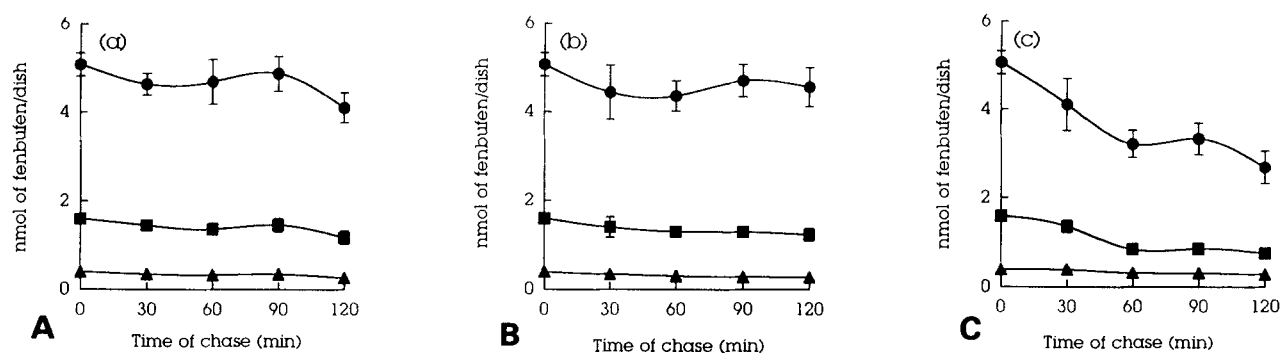 6
(a)
4
2
0
nmol of fenbufen/dish
0 30 60 90 120
Time of chase (min)
A
6
(b)
4
2
0
nmol of fenbufen/dish
0 30 60 90 120
Time of chase (min)
B
6
(c)
4
2
0
nmol of fenbufen/dish
0 30 60 90 120
Time of chase (min)
C